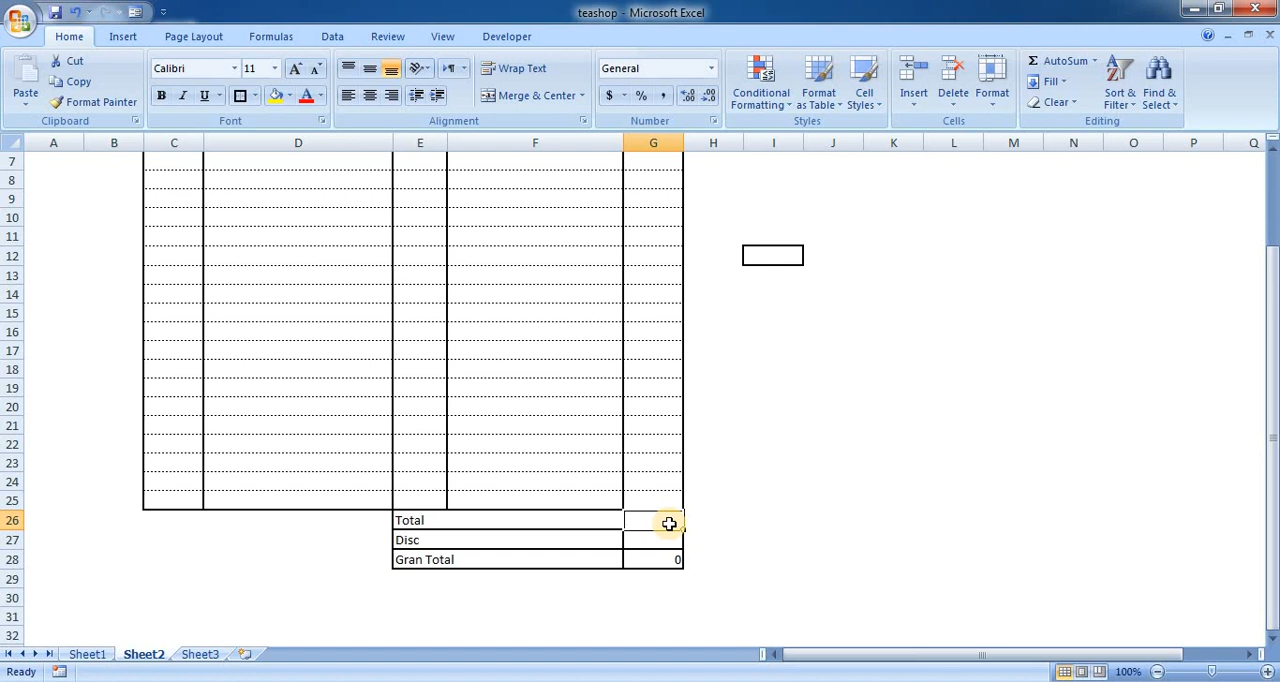 teashop - Microsoft Excel
Home Insert Page Layout Formulas Data Review View Developer
Paste Cut Copy Format Painter
Calibri 11
Wrap Text
Merge & Center
General
Conditional Formatting Format as Table Cell Styles
Insert Delete Format
AutoSum Fill Clear
Sort & Filter Find & Select
Clipboard Font Alignment Number Styles Cells Editing
A B C D E F G H I J K L M N O P Q
7
8
9
10
11
12
13
14
15
16
17
18
19
20
21
22
23
24
25
26 Total
27 Disc
28 Gran Total 0
29
30
31
32
Sheet1 Sheet2 Sheet3
Ready 100%